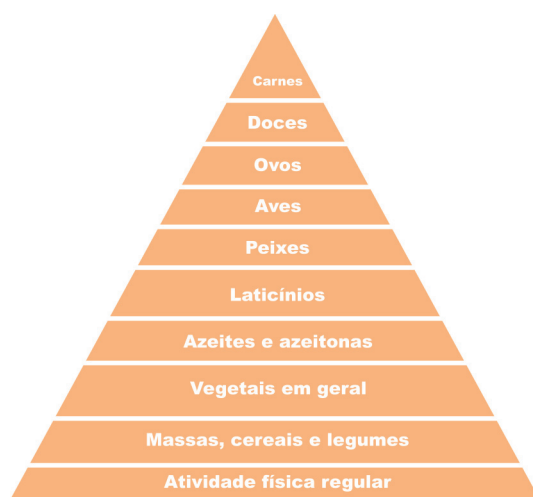 Carnes
Doces
Ovos
Aves
Peixes
Laticínios
Azeites e azeitonas
Vegetais em geral
Massas, cereais e legumes
Atividade física regular